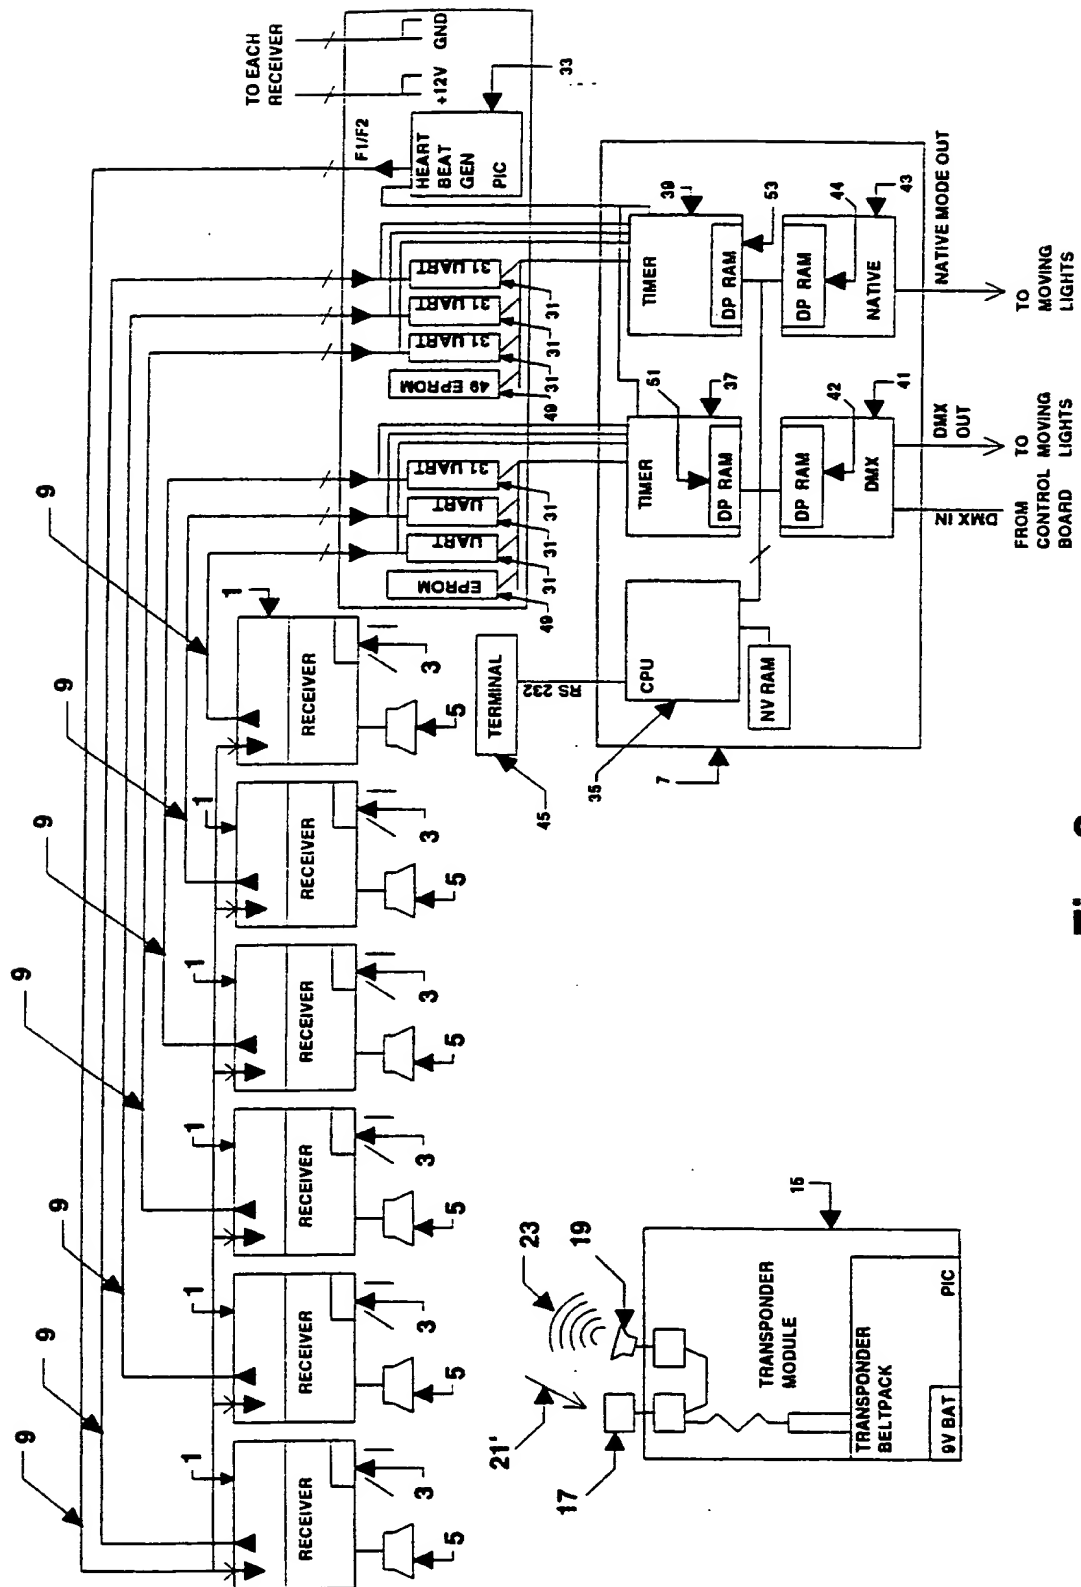 9
9
9
9
9
9
9
TO EACH
RECEIVER
1
1
1
1
1
1
F1/F2
+12V
GND
RECEIVER
RECEIVER
RECEIVER
RECEIVER
RECEIVER
RECEIVER
EPROM
UART
UART
31 UART
49 EPROM
31 UART
31 UART
31 UART
HEART
BEAT
GEN
PIC
3
3
3
3
3
3
5
5
5
5
5
5
49
31
31
31
49
31
31
31
33
TERMINAL
45
RS 232
23
21'
19
17
35
7
CPU
NV RAM
TIMER
51
37
DP RAM
TIMER
39
DP RAM
53
DP RAM
42
DMX
41
DP RAM
44
NATIVE
43
TRANSPONDER
MODULE
15
TRANSPONDER
BELTPACK
9V BAT
PIC
DMX IN
DMX
OUT
NATIVE MODE OUT
FROM
CONTROL
BOARD
TO
MOVING
LIGHTS
TO
MOVING
LIGHTS